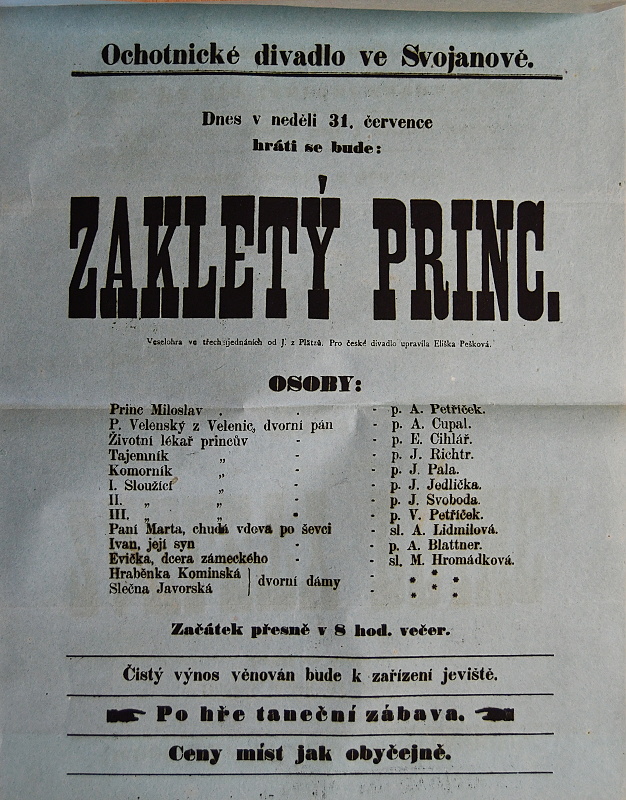 Ochotnické divadlo ve Svojanově.
Dnes v neděli 31. července
hráti se bude:
ZAKLETÝ PRINC.
Veselohra ve třech jednáních od J. z Plötzů. Pro české divadlo upravila Eliška Pešková.
OSOBY:
Princ Miloslav . . - p. A. Petříček.
P. Velenský z Velenic, dvorní pán - p. A. Cupal.
Životní lékař princův - - p. E. Cihlář.
Tajemník „ - - p. J. Richtr.
Komorník „ - - p. J. Pala.
I. Sloužící „ - - p. J. Jedlička.
II. „ „ - - p. J. Svoboda.
III. „ „ - - p. V. Petříček.
Paní Marta, chudá vdova po ševci - sl. A. Lidmilová.
Ivan, její syn - - p. A. Blattner.
Evička, dcera zámeckého - - sl. M. Hromádková.
Hraběnka Kominská } dvorní dámy - * * *
Slečna Javorská - * * *
Začátek přesně v 8 hod. večer.
Čistý výnos věnován bude k zařízení jeviště.
Po hře taneční zábava.
Ceny míst jak obyčejně.